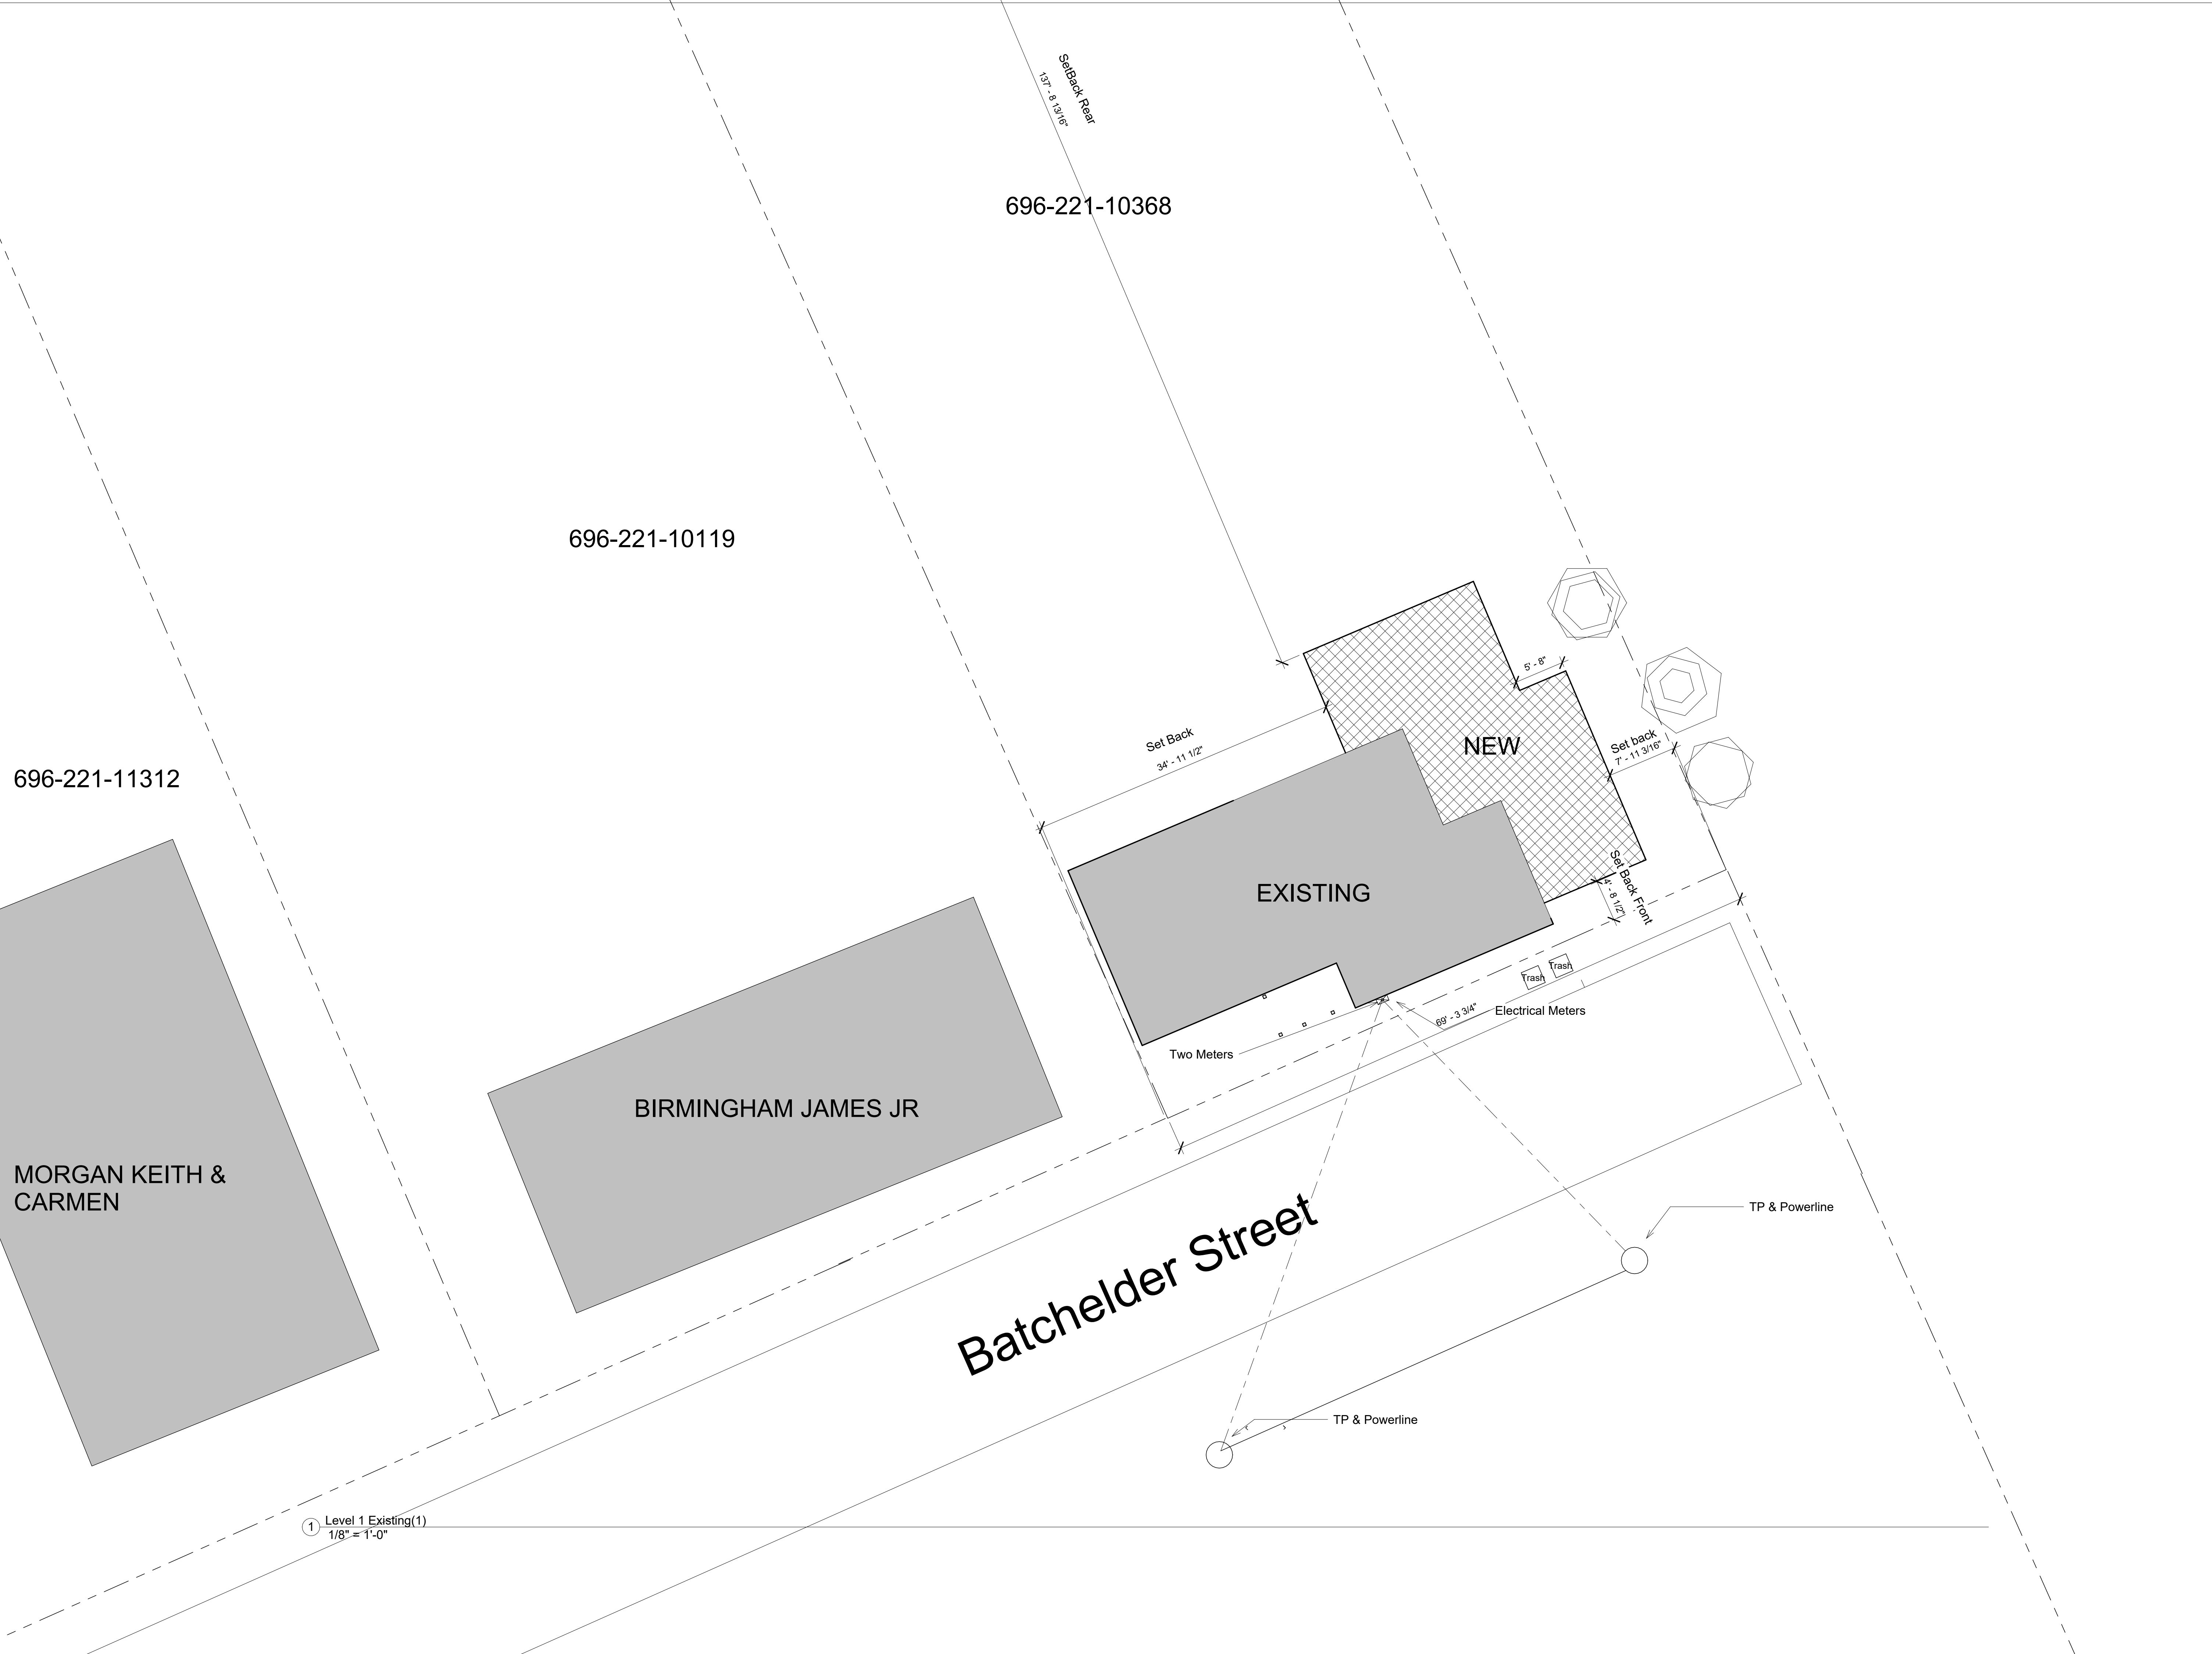 SetBack Rear
137' - 8 13/16"
696-221-10368
696-221-10119
5' - 8"
Set Back
34' - 11 1/2"
NEW
Set back
7' - 11 3/16"
696-221-11312
EXISTING
Set Back Front
4' - 8 1/2"
Trash
Trash
69' - 3 3/4"
Electrical Meters
Two Meters
BIRMINGHAM JAMES JR
MORGAN KEITH &
CARMEN
Batchelder Street
TP & Powerline
TP & Powerline
1
Level 1 Existing(1)
1/8" = 1'-0"